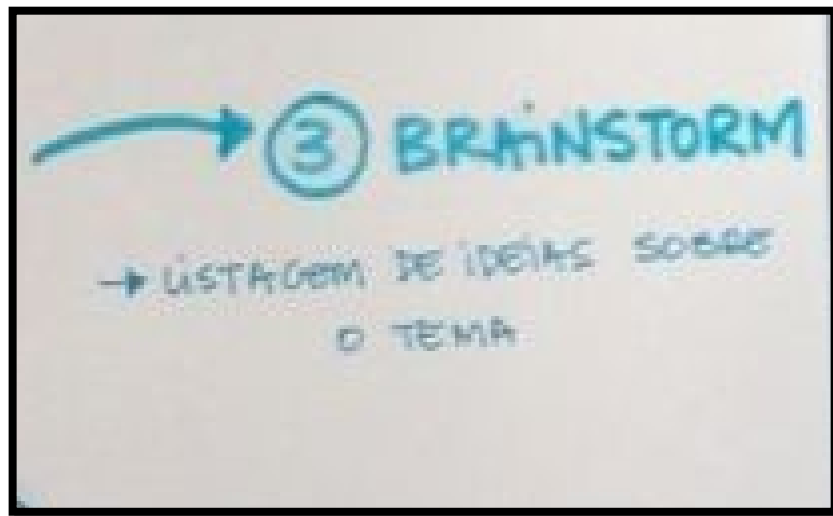 → ③ BRAINSTORM
→ LISTAGEM DE IDEIAS SOBRE
O TEMA